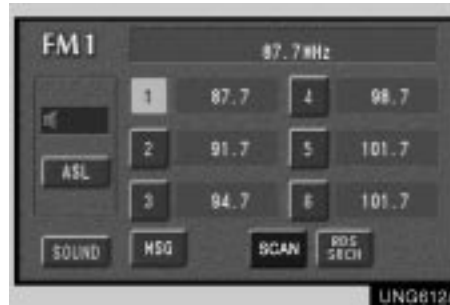 FM1
87.7MHz
1 87.7 4 98.7
2 91.7 5 101.7
ASL
3 94.7 6 101.7
SOUND MSG SCAN RDS SRCH
UNG612